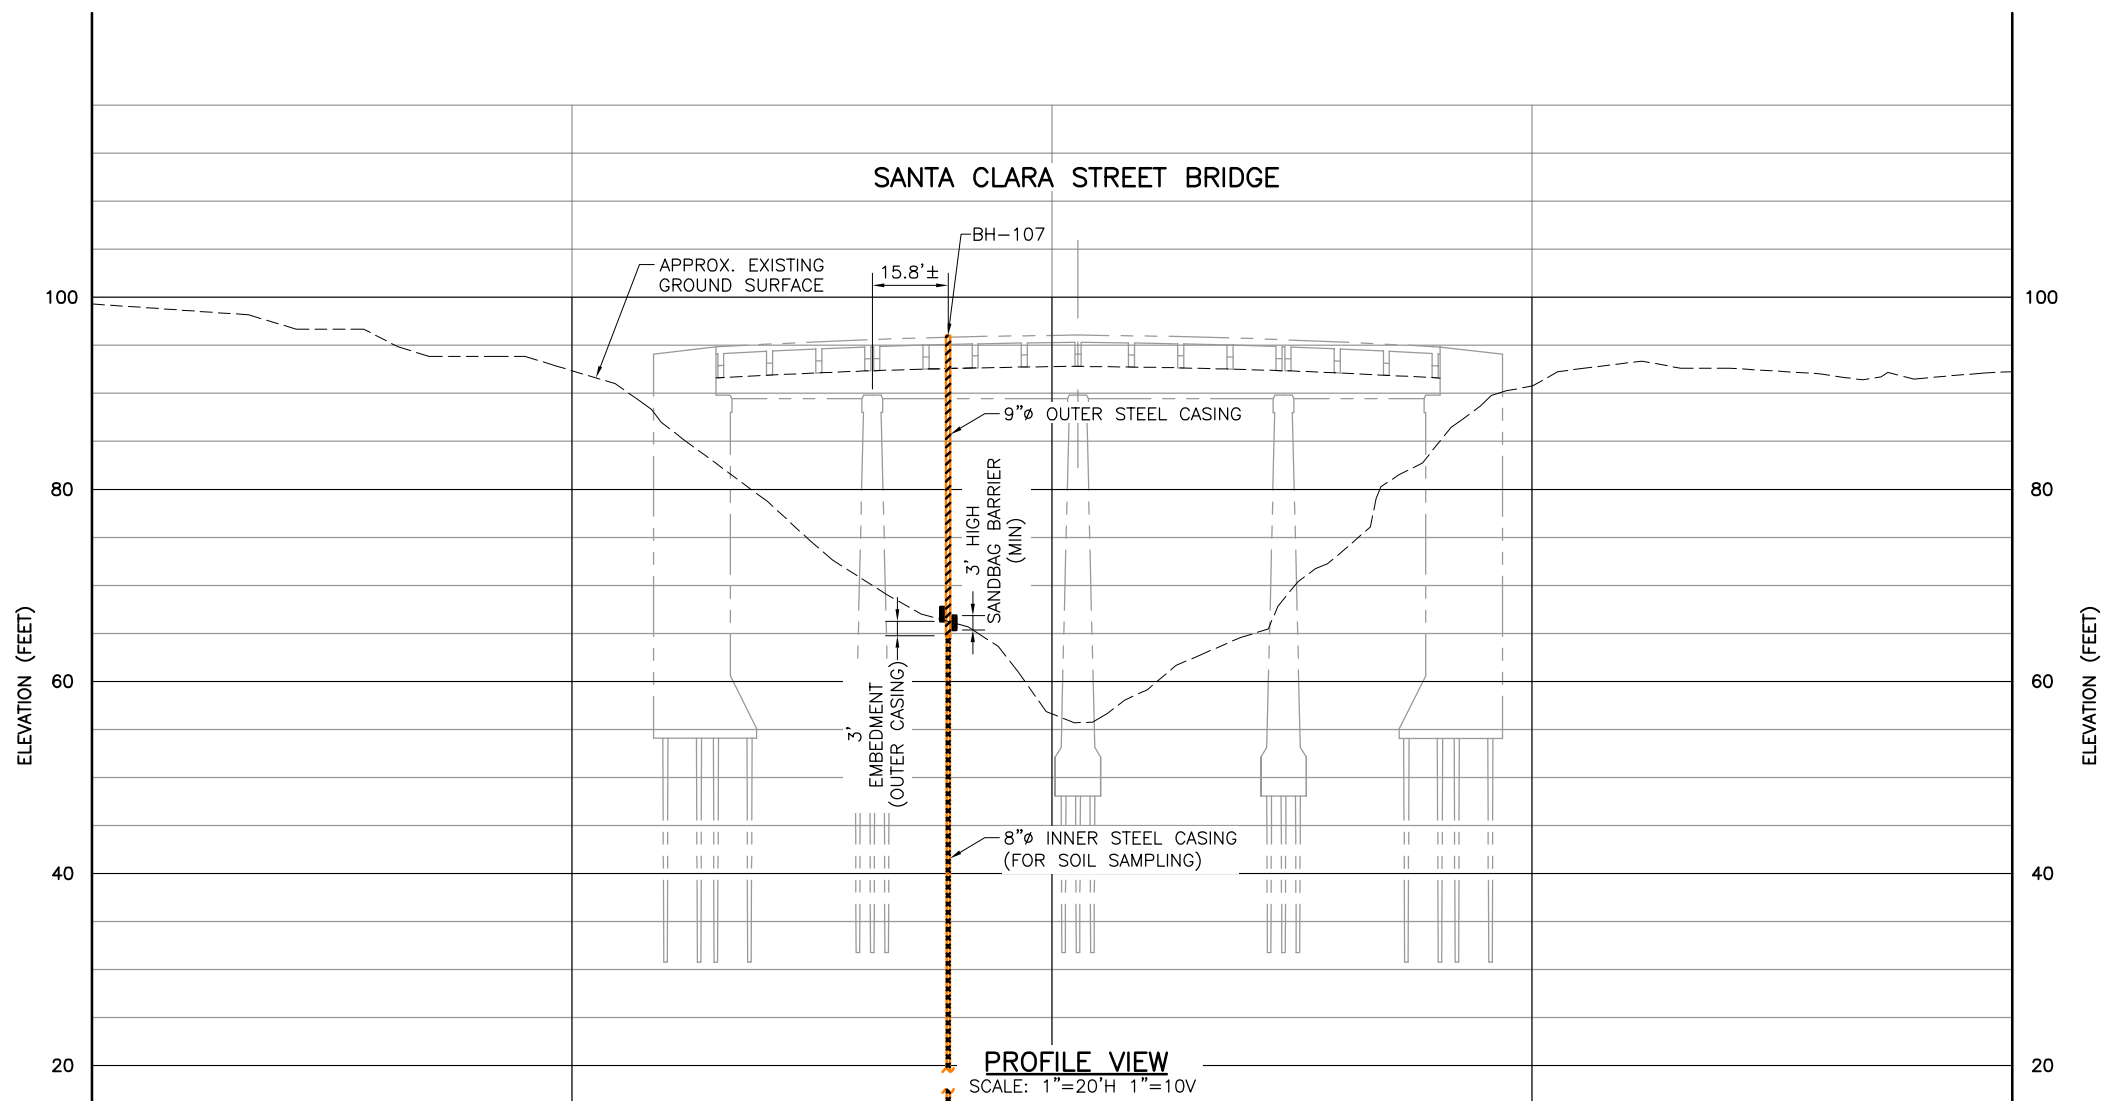 SANTA CLARA STREET BRIDGE
BH-107
APPROX. EXISTING
GROUND SURFACE
15.8'±
100
100
9"ø OUTER STEEL CASING
80
80
3' HIGH
SANDBAG BARRIER
(MIN)
ELEVATION (FEET)
ELEVATION (FEET)
60
60
3'
EMBEDMENT
(OUTER CASING)
8"ø INNER STEEL CASING
(FOR SOIL SAMPLING)
40
40
20
20
PROFILE VIEW
SCALE: 1"=20'H 1"=10V